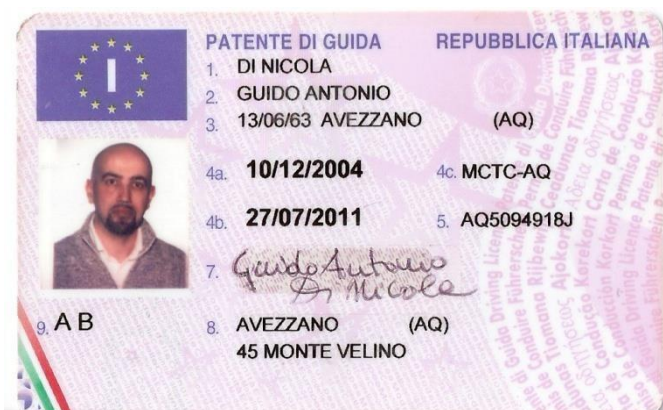 I
PATENTE DI GUIDA REPUBBLICA ITALIANA
1. DI NICOLA
2. GUIDO ANTONIO
3. 13/06/63 AVEZZANO (AQ)
4a. 10/12/2004 4c. MCTC-AQ
4b. 27/07/2011 5. AQ5094918J
7. Guido Antonio
Di Nicola
9. A B 8. AVEZZANO (AQ)
45 MONTE VELINO